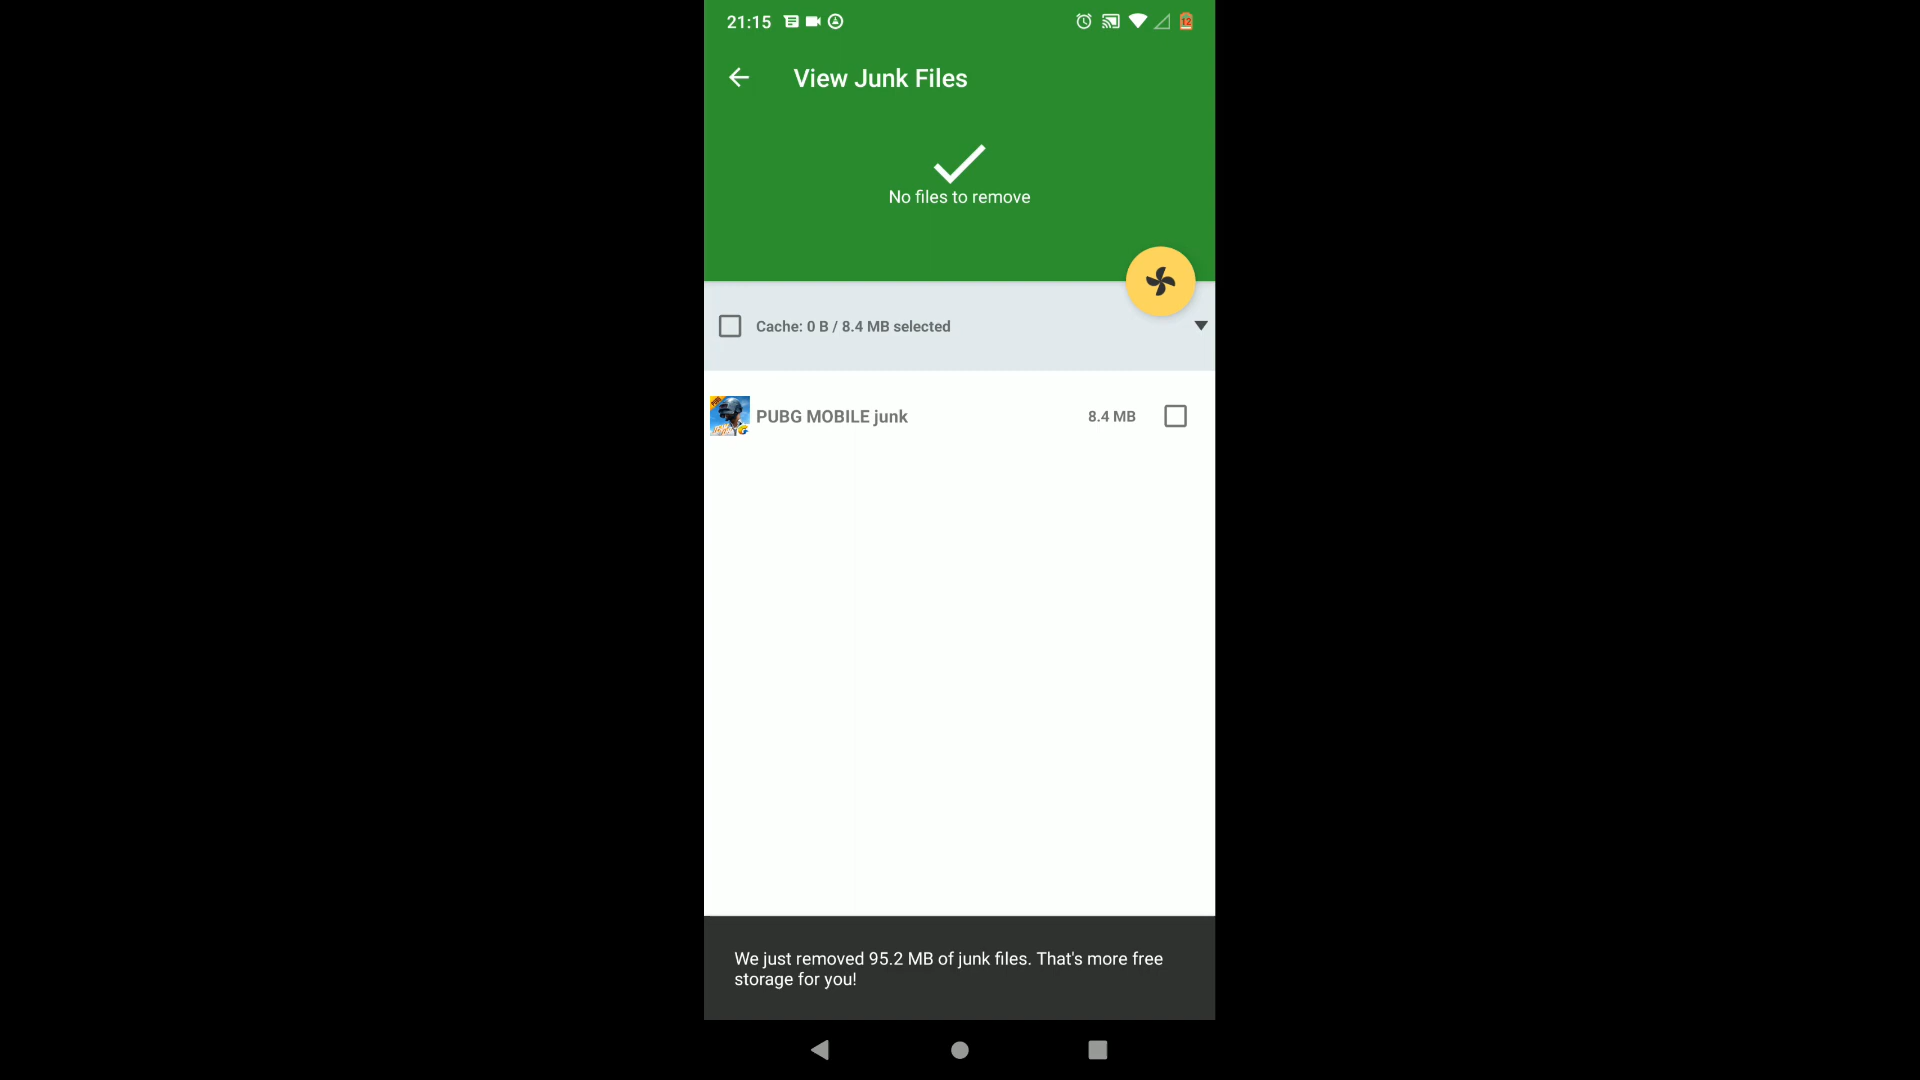 21:15
12
View Junk Files
No files to remove
Cache: 0 B / 8.4 MB selected
PUBG MOBILE junk
8.4 MB
We just removed 95.2 MB of junk files. That's more free
storage for you!